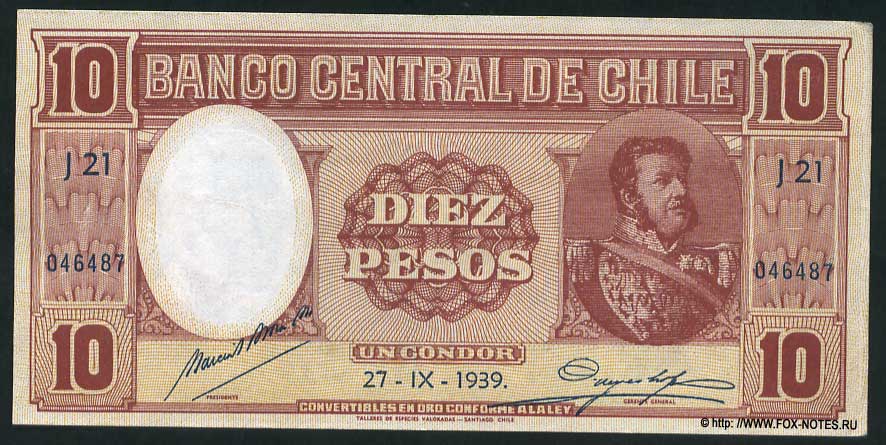 10 BANCO CENTRAL DE CHILE 10
J 21 J 21
DIEZ
PESOS
046487 046487
10 UN CONDOR 10
27 - IX - 1939.
PRESIDENTE GERENTE GENERAL
CONVERTIBLES EN ORO CONFORME A LA LEY
TALLERES DE ESPECIES VALORADAS — SANTIAGO CHILE
© http: //www.FOX-NOTES.RU